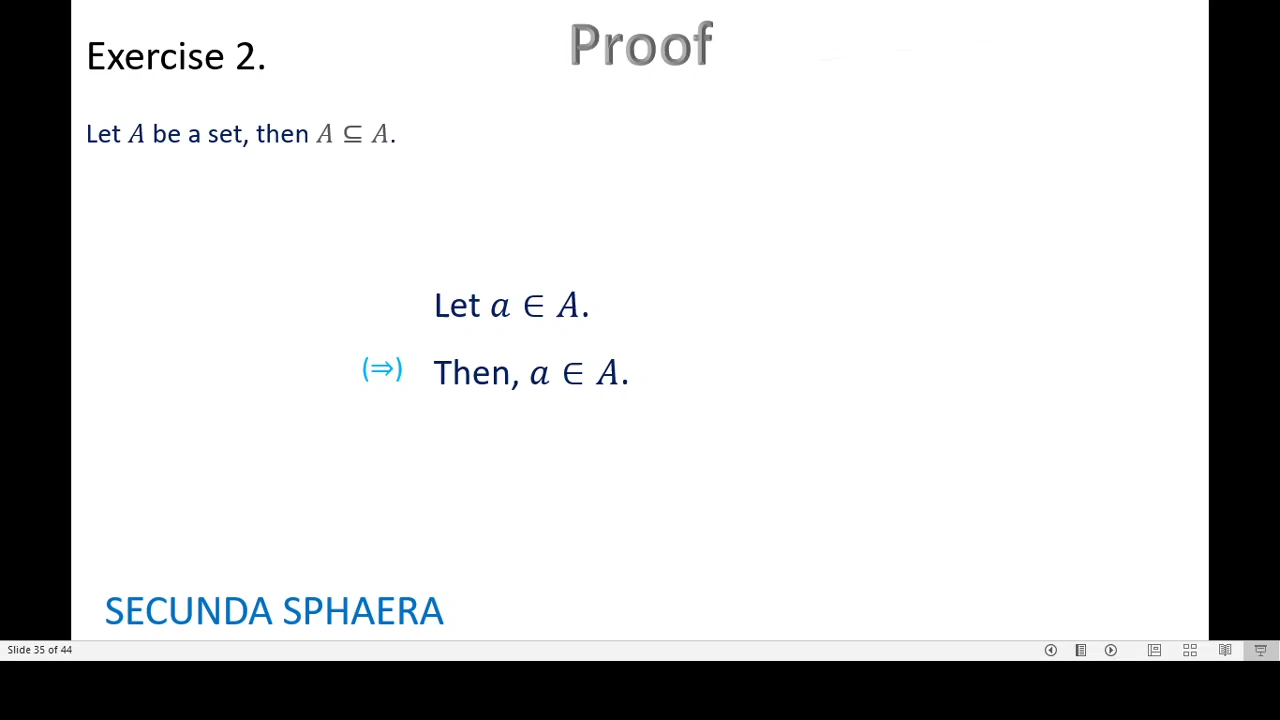 Proof
Exercise 2.
Let A be a set, then A ⊆ A.
Let a ∈ A.
(⇒) Then, a ∈ A.
SECUNDA SPHAERA
Slide 35 of 44